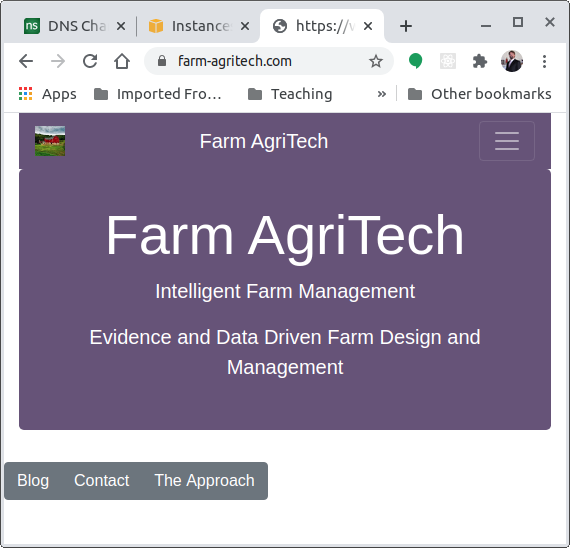 ns DNS Cha
Instance
https://
farm-agritech.com
Apps
Imported Fro...
Teaching
»
Other bookmarks
Farm AgriTech
Farm AgriTech
Intelligent Farm Management
Evidence and Data Driven Farm Design and
Management
Blog Contact The Approach